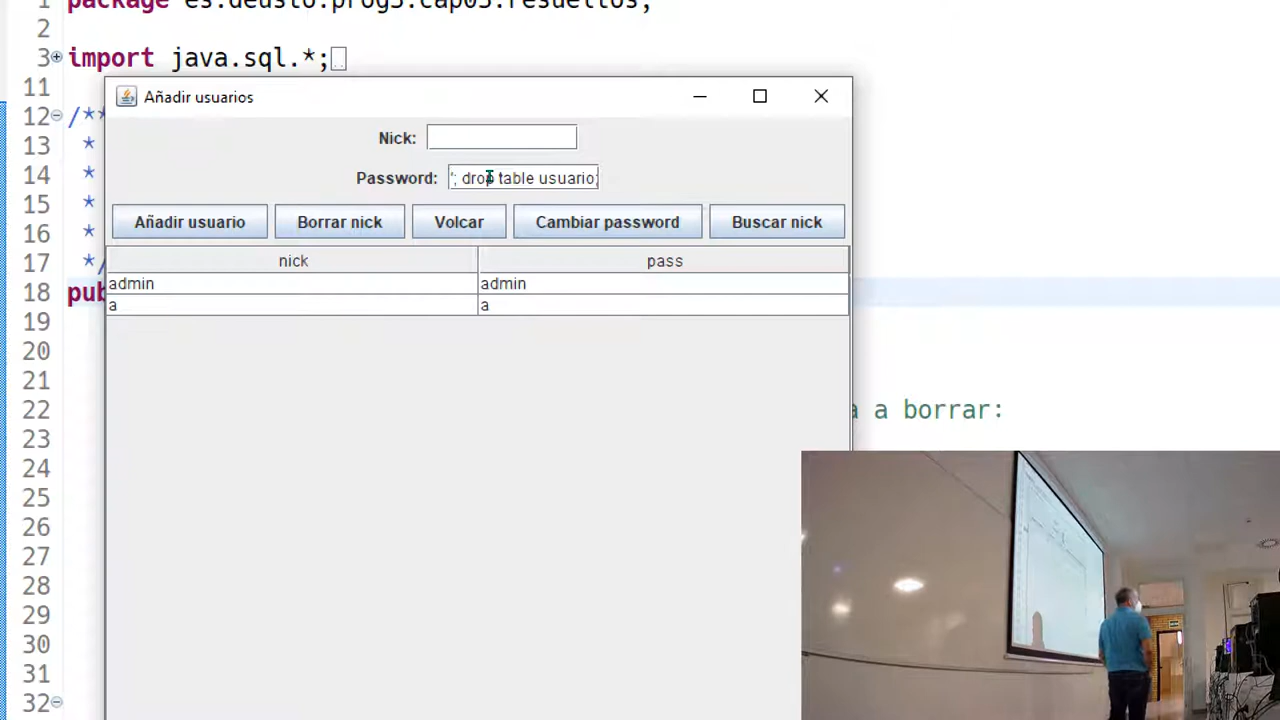 1 package es.deusto.prog3.cap05.resueltos;
2
3 import java.sql.*;
11
12 /**
13 *
14 *
15 *
16 *
17 */
18 pub
19
20
21
22 a a borrar:
23
24
25
26
27
28
29
30
31
32
Añadir usuarios
Nick:
Password: '; drop table usuario;
Añadir usuario Borrar nick Volcar Cambiar password Buscar nick
nick pass
admin admin
a a